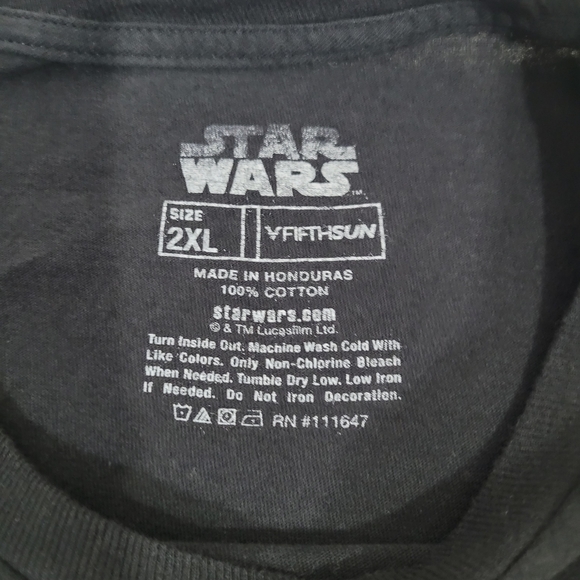 STAR
WARS™
SIZE
2XL
FIFTHSUN
MADE IN HONDURAS
100% COTTON
starwars.com
© & TM Lucasfilm Ltd.
Turn Inside Out. Machine Wash Cold With
Like Colors. Only Non-Chlorine Bleach
When Needed. Tumble Dry Low. Low Iron
If Needed. Do Not Iron Decoration.
RN #111647